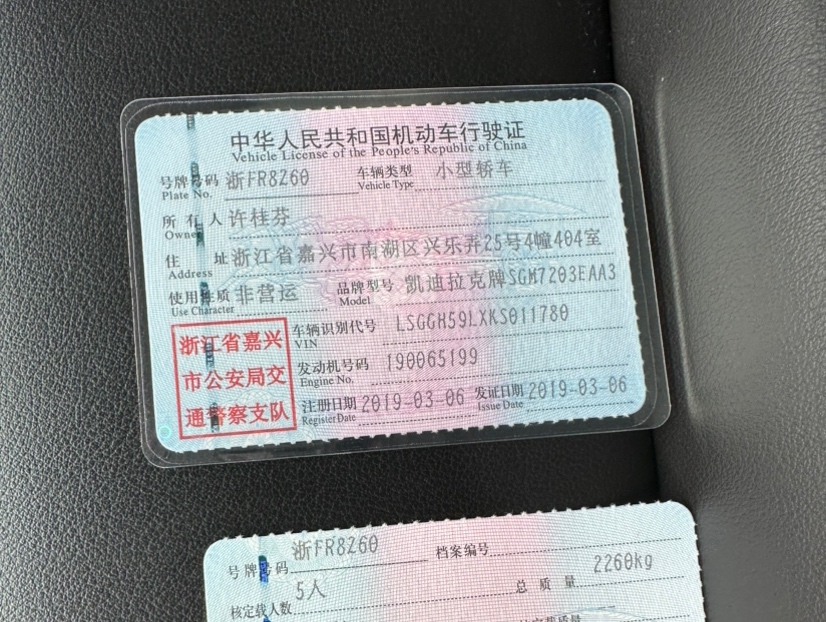 中华人民共和国机动车行驶证
Vehicle License of the People's Republic of China
号牌号码 浙FR8Z60 车辆类型 小型轿车
Plate No. Vehicle Type
所有人 许桂芬
Owner
住址 浙江省嘉兴市南湖区兴乐弄25号4幢404室
Address
使用性质 非营运 品牌型号 凯迪拉克牌SGM7203EAA3
Use Character Model
浙江省嘉兴
市公安局交
通警察支队
车辆识别代号 LSGGH59LXKS011780
VIN
发动机号码 190065199
Engine No.
注册日期 2019-03-06 发证日期 2019-03-06
Register Date Issue Date
号牌号码 浙FR8Z60 档案编号
核定载人数 5人 总质量 2260kg